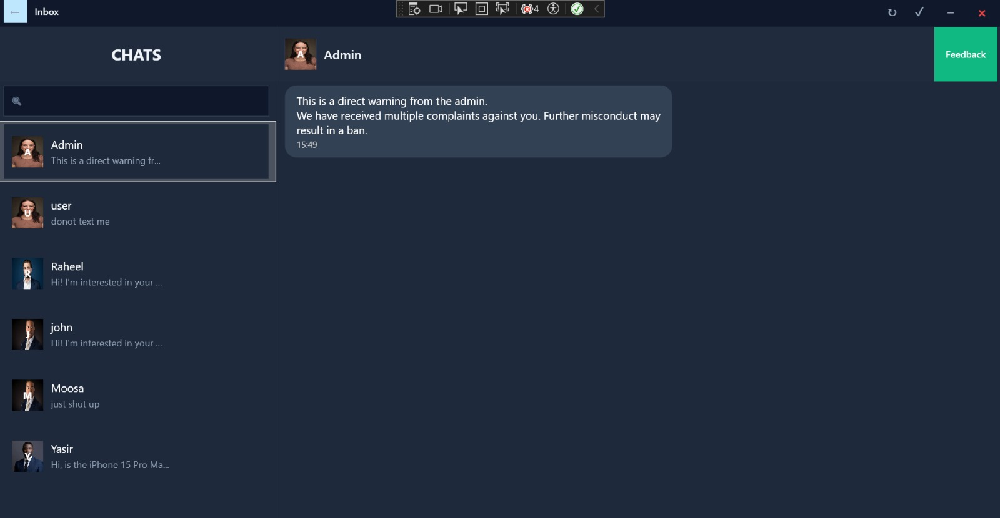 Inbox
4
CHATS
A
Admin
Feedback
A
Admin
This is a direct warning fr...
U
user
donot text me
R
Raheel
Hi! I'm interested in your ...
J
john
Hi! I'm interested in your ...
M
Moosa
just shut up
Y
Yasir
Hi, is the iPhone 15 Pro Ma...
This is a direct warning from the admin.
We have received multiple complaints against you. Further misconduct may
result in a ban.
15:49